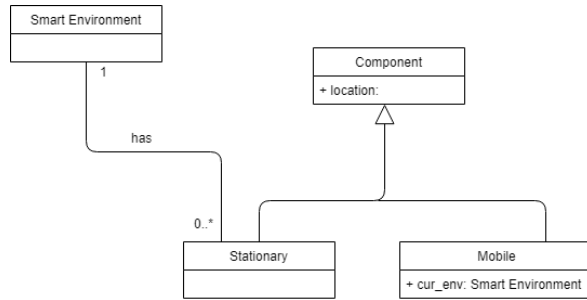 Smart Environment
Component
+ location:
1
has
0..*
Stationary
Mobile
+ cur_env: Smart Environment